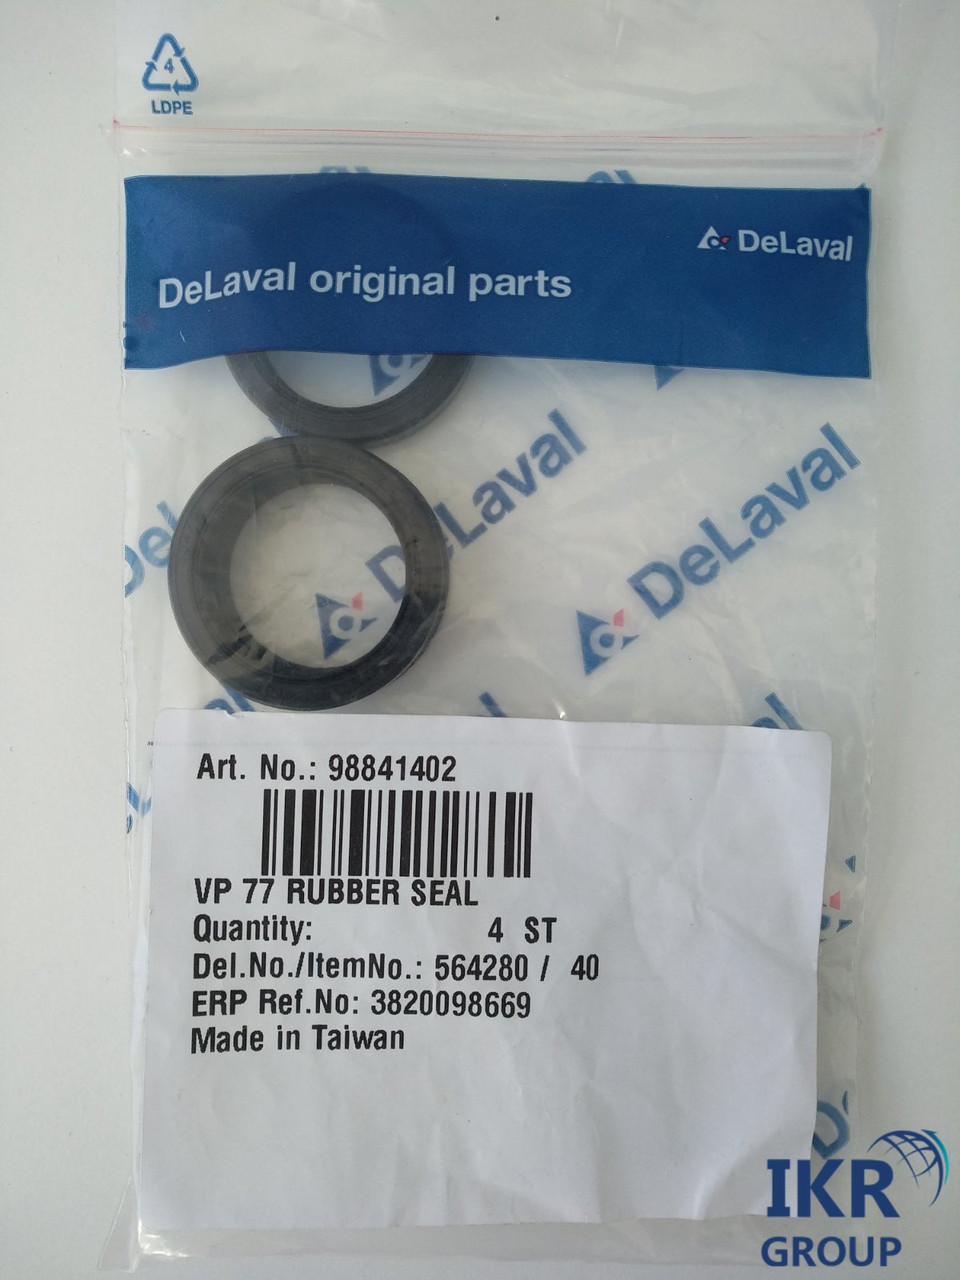 4
LDPE
DeLaval
DeLaval original parts
DeLaval
DeLaval
Art. No.: 98841402
VP 77 RUBBER SEAL
Quantity: 4 ST
Del.No./ItemNo.: 564280 / 40
ERP Ref.No: 3820098669
Made in Taiwan
IKR
GROUP